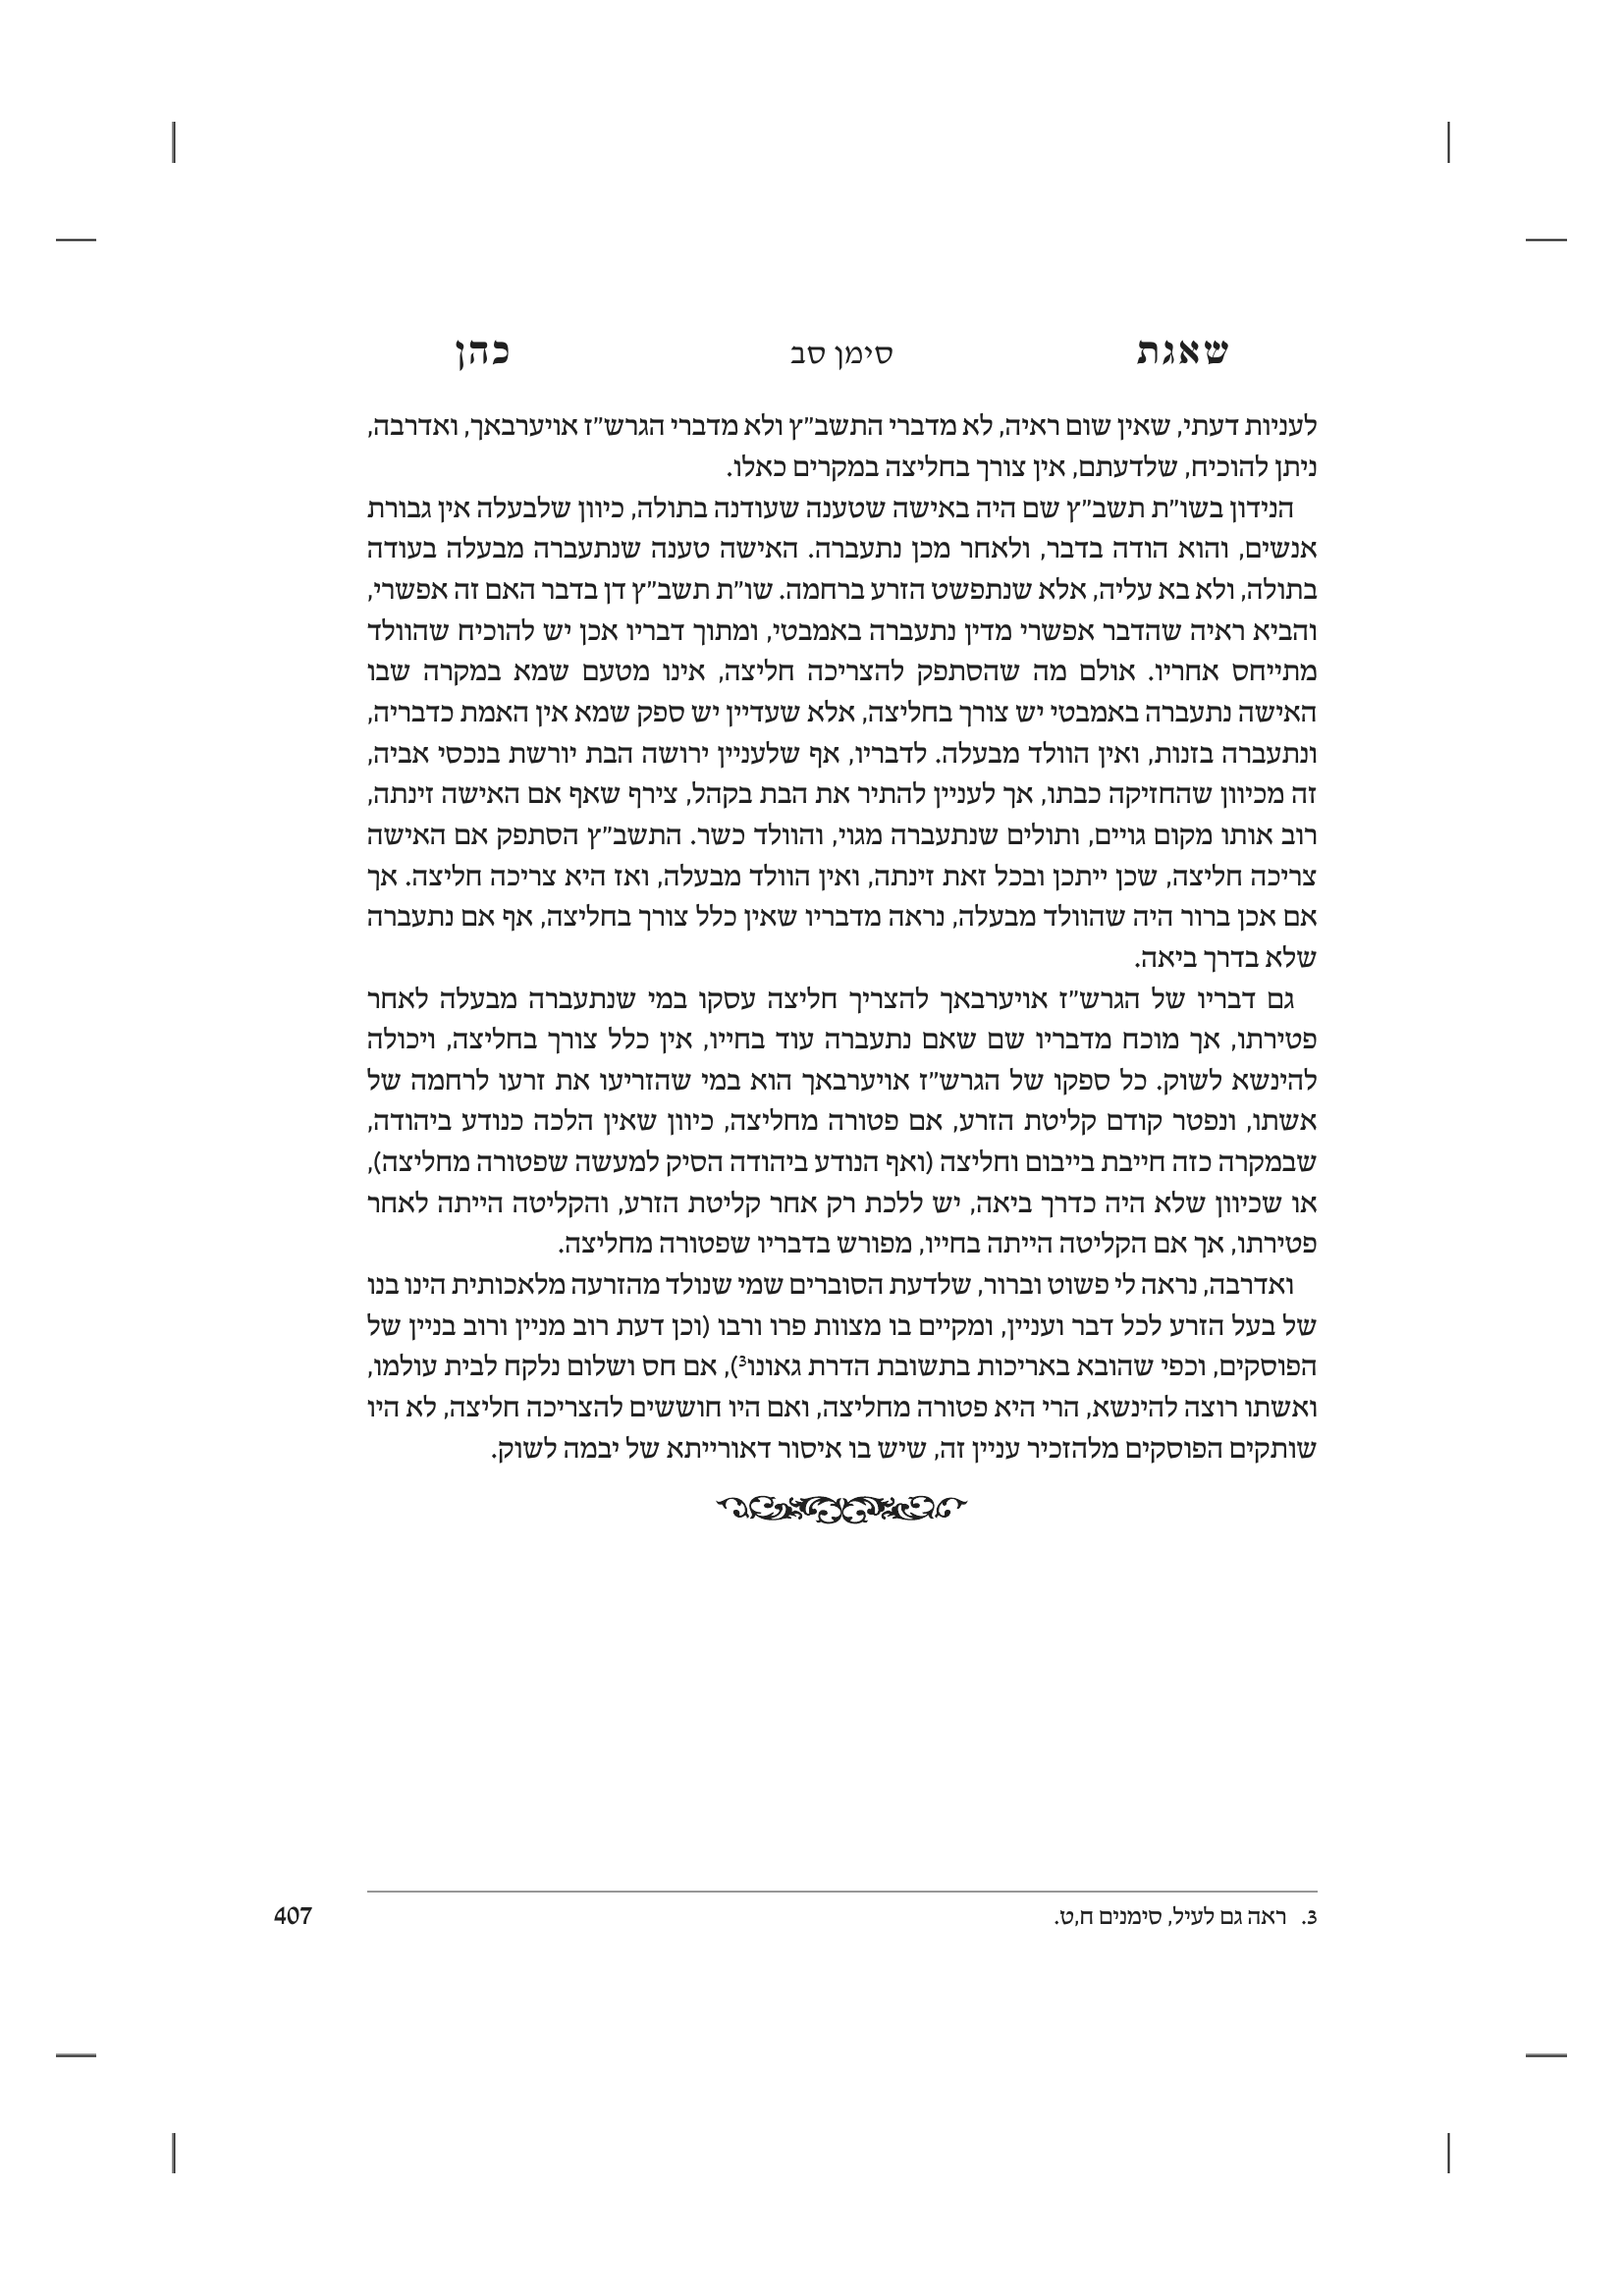 שאגת סימן סב כהן
לעניות דעתי, שאין שום ראיה, לא מדברי התשב"ץ ולא מדברי הגרש"ז אויערבאך, ואדרבה,
ניתן להוכיח, שלדעתם, אין צורך בחליצה במקרים כאלו.
הנידון בשו"ת תשב"ץ שם היה באישה שטענה שעודנה בתולה, כיוון שלבעלה אין גבורת
אנשים, והוא הודה בדבר, ולאחר מכן נתעברה. האישה טענה שנתעברה מבעלה בעודה
בתולה, ולא בא עליה, אלא שנתפשט הזרע ברחמה. שו"ת תשב"ץ דן בדבר האם זה אפשרי,
והביא ראיה שהדבר אפשרי מדין נתעברה באמבטי, ומתוך דבריו אכן יש להוכיח שהוולד
מתייחס אחריו. אולם מה שהסתפק להצריכה חליצה, אינו מטעם שמא במקרה שבו
האישה נתעברה באמבטי יש צורך בחליצה, אלא שעדיין יש ספק שמא אין האמת כדבריה,
ונתעברה בזנות, ואין הוולד מבעלה. לדבריו, אף שלעניין ירושה הבת יורשת בנכסי אביה,
זה מכיוון שהחזיקה כבתו, אך לעניין להתיר את הבת בקהל, צירף שאף אם האישה זינתה,
רוב אותו מקום גויים, ותולים שנתעברה מגוי, והוולד כשר. התשב"ץ הסתפק אם האישה
צריכה חליצה, שכן ייתכן ובכל זאת זינתה, ואין הוולד מבעלה, ואז היא צריכה חליצה. אך
אם אכן ברור היה שהוולד מבעלה, נראה מדבריו שאין כלל צורך בחליצה, אף אם נתעברה
שלא בדרך ביאה.
גם דבריו של הגרש"ז אויערבאך להצריך חליצה עסקו במי שנתעברה מבעלה לאחר
פטירתו, אך מוכח מדבריו שם שאם נתעברה עוד בחייו, אין כלל צורך בחליצה, ויכולה
להינשא לשוק. כל ספקו של הגרש"ז אויערבאך הוא במי שהזריעו את זרעו לרחמה של
אשתו, ונפטר קודם קליטת הזרע, אם פטורה מחליצה, כיוון שאין הלכה כנודע ביהודה,
שבמקרה כזה חייבת בייבום וחליצה (ואף הנודע ביהודה הסיק למעשה שפטורה מחליצה),
או שכיוון שלא היה כדרך ביאה, יש ללכת רק אחר קליטת הזרע, והקליטה הייתה לאחר
פטירתו, אך אם הקליטה הייתה בחייו, מפורש בדבריו שפטורה מחליצה.
ואדרבה, נראה לי פשוט וברור, שלדעת הסוברים שמי שנולד מהזרעה מלאכותית הינו בנו
של בעל הזרע לכל דבר ועניין, ומקיים בו מצוות פרו ורבו (וכן דעת רוב מניין ורוב בניין של
הפוסקים, וכפי שהובא באריכות בתשובת הדרת גאונו3), אם חס ושלום נלקח לבית עולמו,
ואשתו רוצה להינשא, הרי היא פטורה מחליצה, ואם היו חוששים להצריכה חליצה, לא היו
שותקים הפוסקים מלהזכיר עניין זה, שיש בו איסור דאורייתא של יבמה לשוק.
3. ראה גם לעיל, סימנים ח,ט.
407